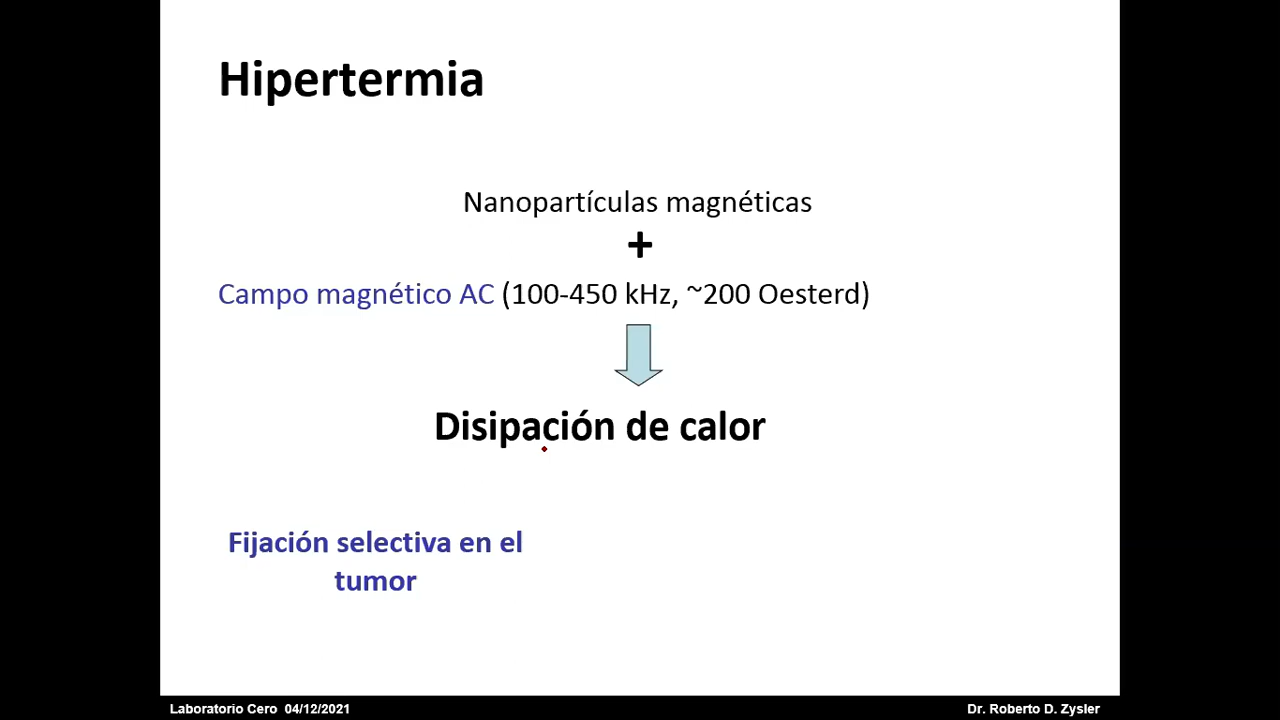 Hipertermia
Nanopartículas magnéticas
+
Campo magnético AC (100-450 kHz, ~200 Oesterd)
Disipación de calor
Fijación selectiva en el
tumor
Laboratorio Cero 04/12/2021
Dr. Roberto D. Zysler